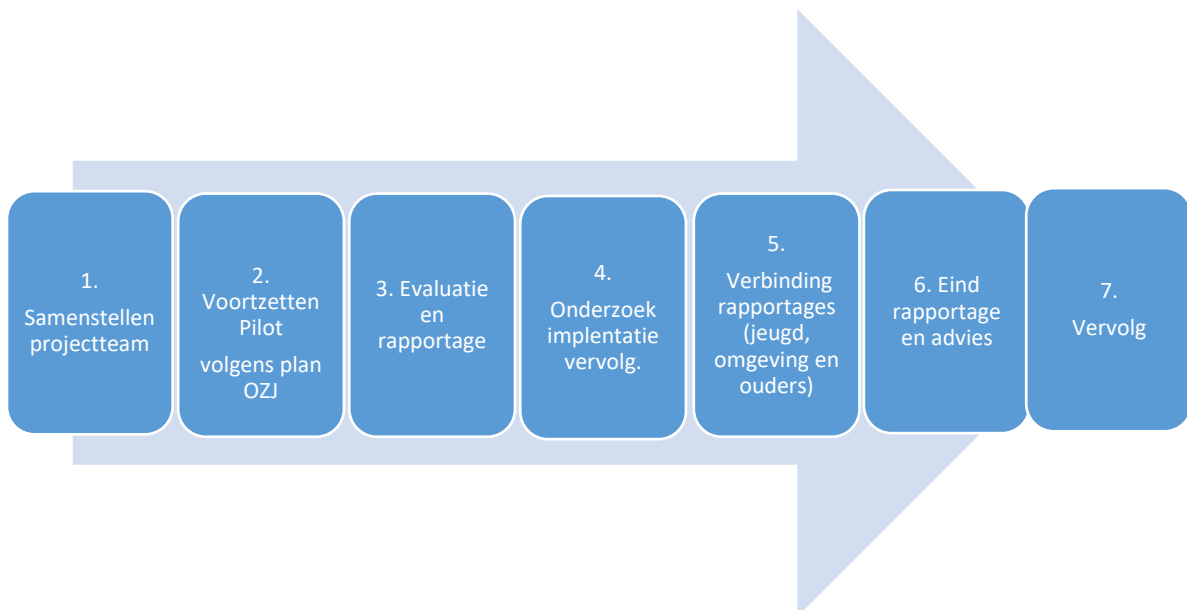 1.
Samenstellen
projectteam
2.
Voortzetten
Pilot
volgens plan
OZJ
3. Evaluatie
en
rapportage
4.
Onderzoek
implentatie
vervolg.
5.
Verbinding
rapportages
(jeugd,
omgeving en
ouders)
6. Eind
rapportage
en advies
7.
Vervolg